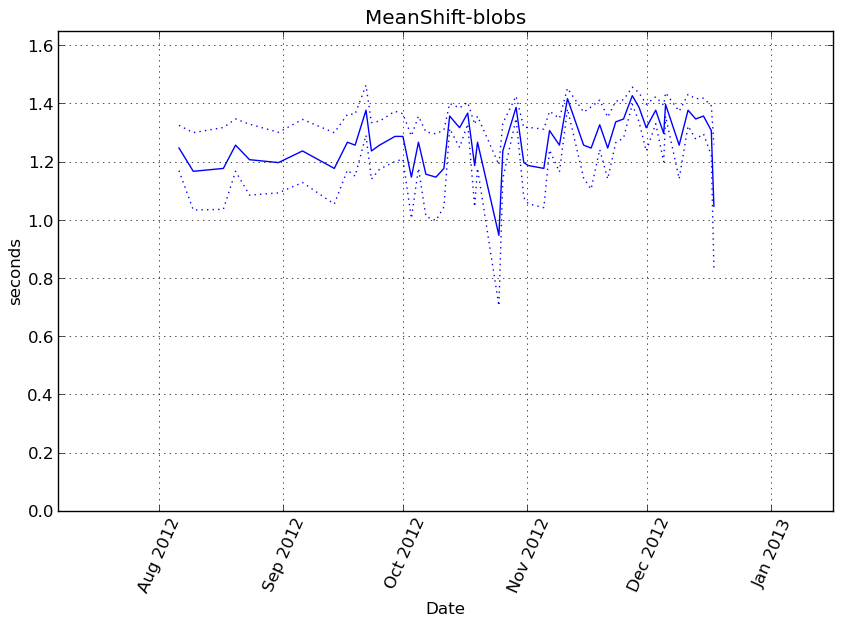 MeanShift-blobs
1.6
1.4
1.2
1.0
0.8
0.6
0.4
0.2
0.0
seconds
Aug 2012
Sep 2012
Oct 2012
Nov 2012
Dec 2012
Jan 2013
Date